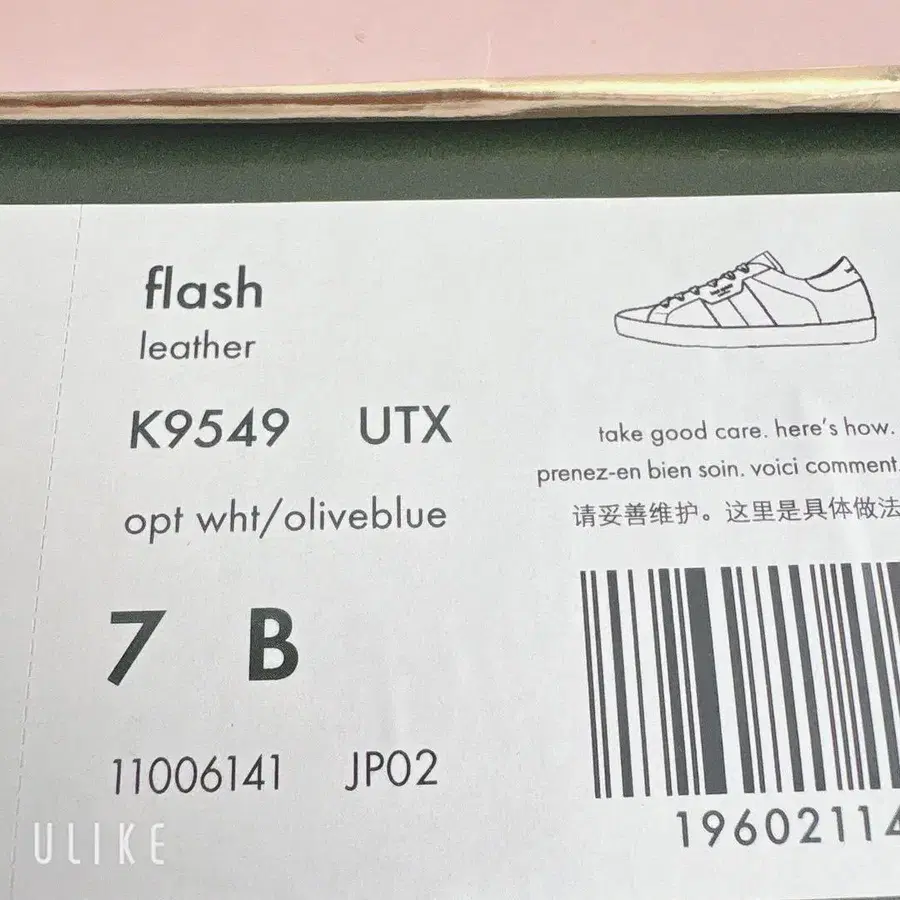 flash
leather
K9549 UTX
opt wht/oliveblue
7 B
11006141 JP02
take good care. here's how.
prenez-en bien soin. voici comment.
请妥善维护。这里是具体做法
19602114
ULIKE